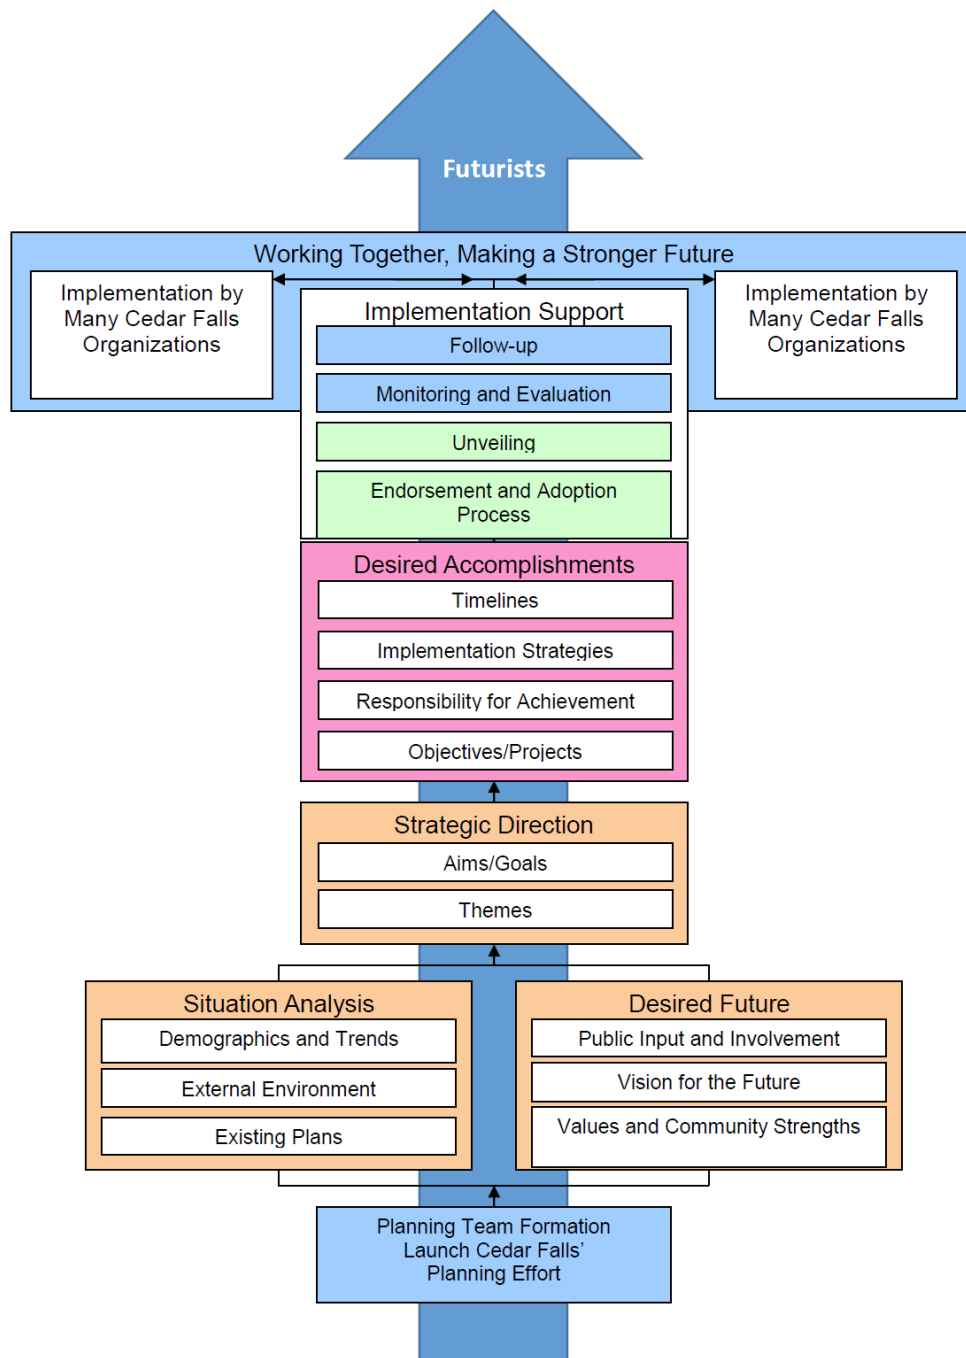 Futurists
Working Together, Making a Stronger Future
Implementation by
Many Cedar Falls
Organizations
Implementation Support
Follow-up
Monitoring and Evaluation
Unveiling
Endorsement and Adoption
Process
Implementation by
Many Cedar Falls
Organizations
Desired Accomplishments
Timelines
Implementation Strategies
Responsibility for Achievement
Objectives/Projects
Strategic Direction
Aims/Goals
Themes
Situation Analysis
Demographics and Trends
External Environment
Existing Plans
Desired Future
Public Input and Involvement
Vision for the Future
Values and Community Strengths
Planning Team Formation
Launch Cedar Falls’
Planning Effort